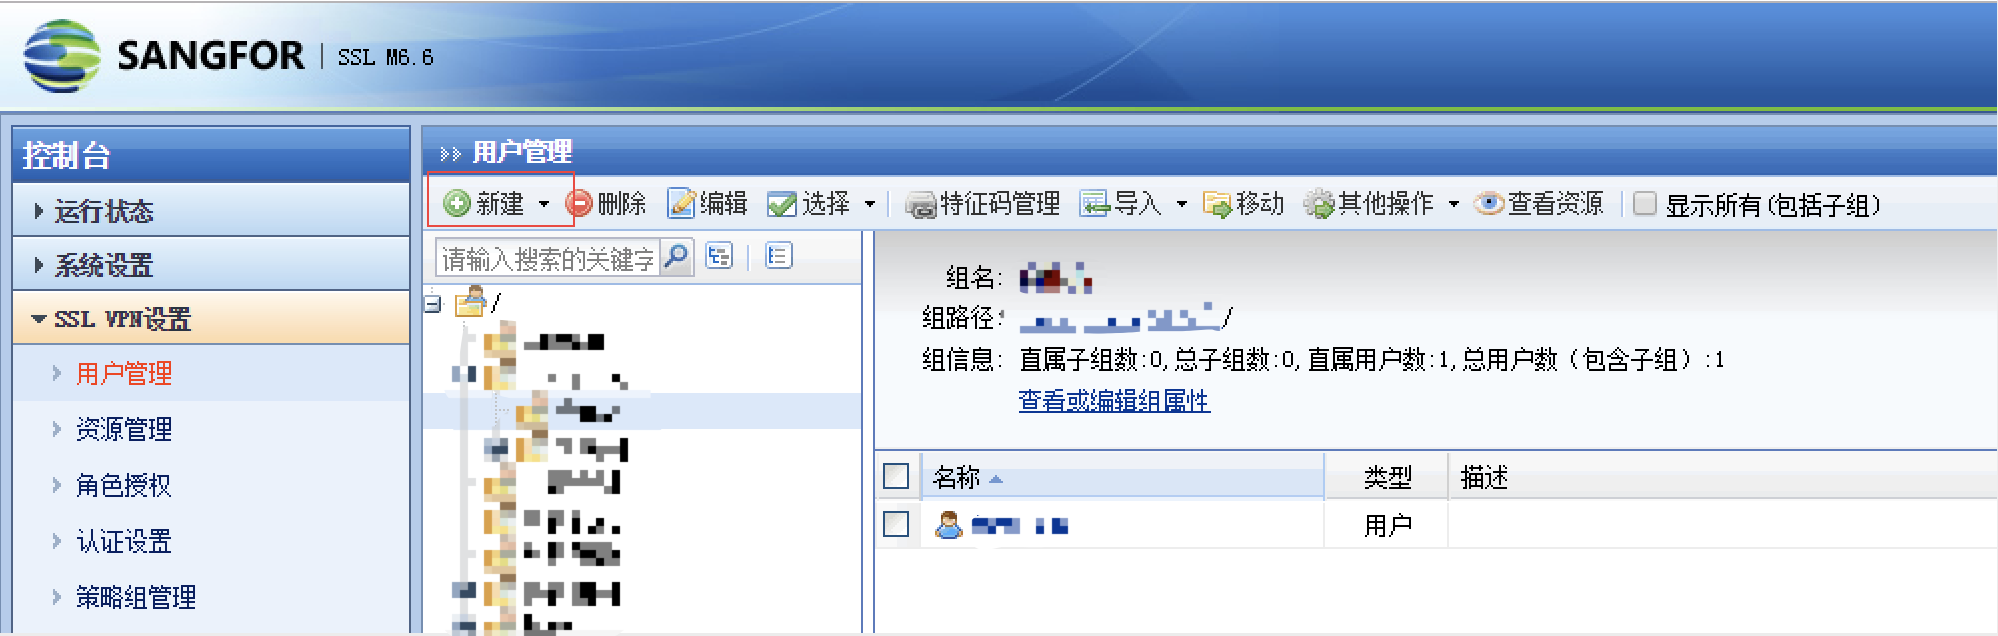 SANGFOR | SSL M6.6
控制台
运行状态
系统设置
SSL VPN设置
用户管理
资源管理
角色授权
认证设置
策略组管理
用户管理
新建 删除 编辑 选择 特征码管理 导入 移动 其他操作 查看资源 显示所有(包括子组)
请输入搜索的关键字
/
组名:
组路径: /
组信息: 直属子组数:0,总子组数:0,直属用户数:1,总用户数（包含子组）:1
查看或编辑组属性
名称 类型 描述
用户